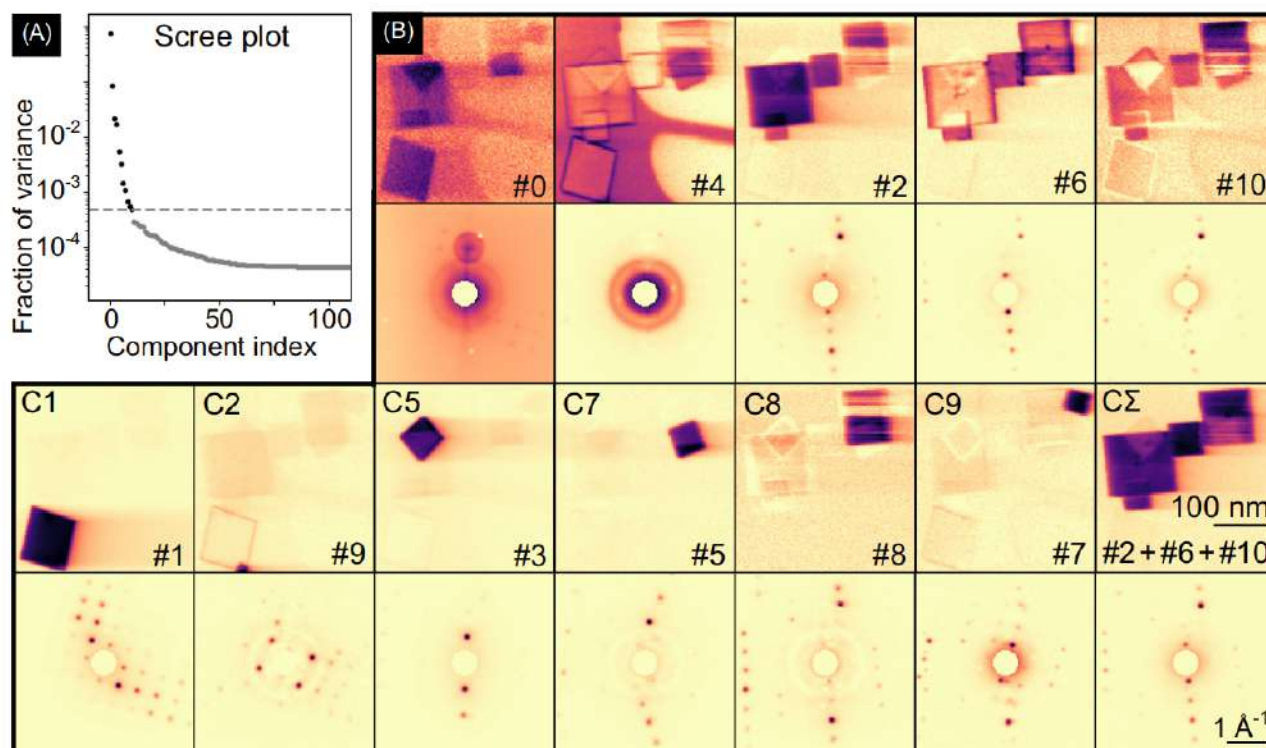 (A)
Scree plot
Fraction of variance
10-2
10-3
10-4
0
50
100
Component index
(B)
#0
#4
#2
#6
#10
C1
C2
C5
C7
C8
C9
CΣ
100 nm
#1
#9
#3
#5
#8
#7
#2+#6+#10
1 Å-1